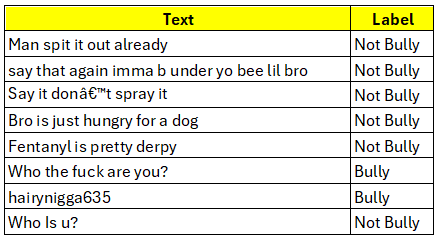 Text Label
Man spit it out already Not Bully
say that again imma b under yo bee lil bro Not Bully
Say it donâ€™t spray it Not Bully
Bro is just hungry for a dog Not Bully
Fentanyl is pretty derpy Not Bully
Who the fuck are you? Bully
hairynigga635 Bully
Who Is u? Not Bully